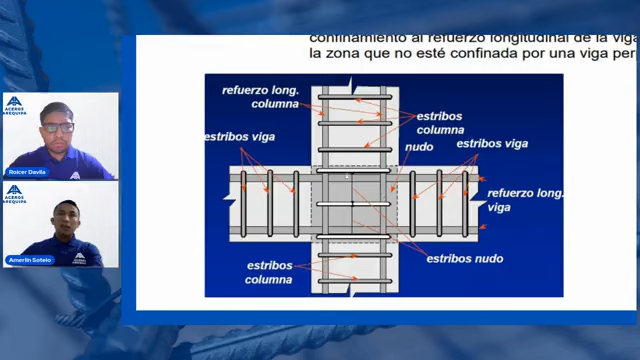 confinamiento al refuerzo longitudinal de la viga
la zona que no esté confinada por una viga per
refuerzo long.
columna
estribos
columna
nudo
estribos viga
estribos viga
refuerzo long.
viga
estribos nudo
estribos
columna
ACEROS
AREQUIPA
Roicer Davila
ACEROS
AREQUIPA
Amerlin Sotelo